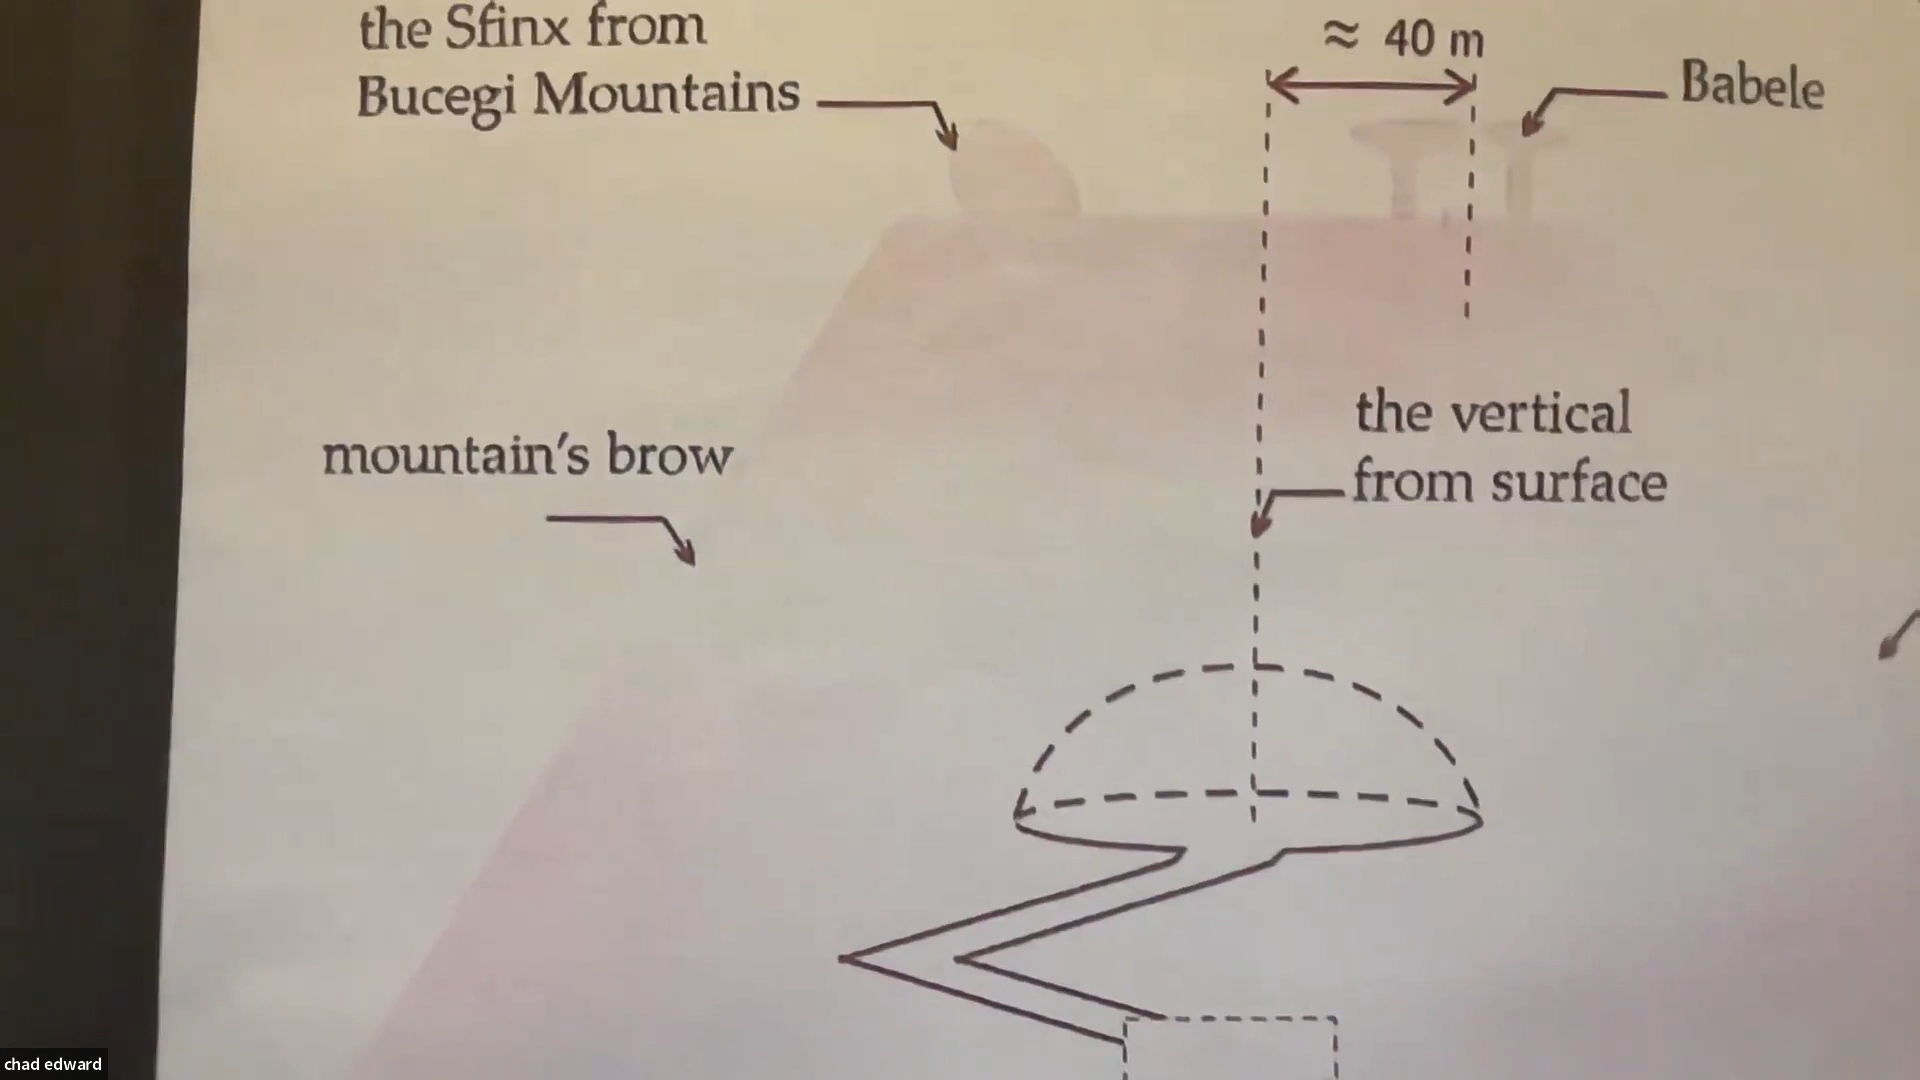 the Sfinx from
Bucegi Mountains
≈ 40 m
Babele
mountain's brow
the vertical
from surface
chad edward